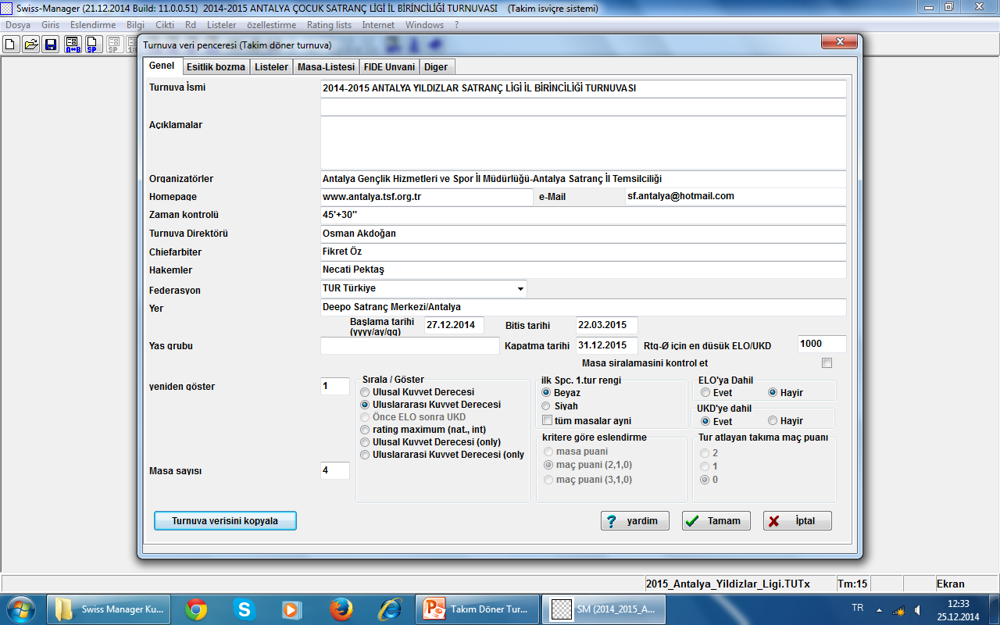 Swiss-Manager (21.12.2014 Build: 11.0.0.51)  2014-2015 ANTALYA ÇOCUK SATRANÇ LİGİ İL BİRİNCİLİĞİ TURNUVASI    (Takim isviçre sistemi)
Dosya Giris Eslendirme Bilgi Cikti Rd Listeler özellestirme Rating lists Internet Windows ?
A↔B SP SP
Turnuva veri penceresi (Takim döner turnuva)
Genel Esitlik bozma Listeler Masa-Listesi FIDE Unvani Diger
Turnuva İsmi 2014-2015 ANTALYA YILDIZLAR SATRANÇ LİGİ İL BİRİNCİLİĞİ TURNUVASI
Açıklamalar
Organizatörler Antalya Gençlik Hizmetleri ve Spor İl Müdürlüğü-Antalya Satranç İl Temsilciliği
Homepage www.antalya.tsf.org.tr e-Mail sf.antalya@hotmail.com
Zaman kontrolü 45'+30"
Turnuva Direktörü Osman Akdoğan
Chiefarbiter Fikret Öz
Hakemler Necati Pektaş
Federasyon TUR Türkiye
Yer Deepo Satranç Merkezi/Antalya
Başlama tarihi (yyyy/ay/gg) 27.12.2014 Bitis tarihi 22.03.2015
Yas grubu Kapatma tarihi 31.12.2015 Rtg-Ø için en düsük ELO/UKD 1000
Masa siralamasini kontrol et
yeniden göster 1
Sırala / Göster
Ulusal Kuvvet Derecesi
Uluslararası Kuvvet Derecesi
Önce ELO sonra UKD
rating maximum (nat., int)
Ulusal Kuvvet Derecesi (only)
Uluslararasi Kuvvet Derecesi (only
ilk Spc. 1.tur rengi
Beyaz
Siyah
tüm masalar ayni
ELO'ya Dahil
Evet Hayir
UKD'ye dahil
Evet Hayir
kritere göre eslendirme
masa puani
maç puani (2,1,0)
maç puani (3,1,0)
Tur atlayan takıma maç puanı
2
1
0
Masa sayısı 4
Turnuva verisini kopyala ? yardim Tamam İptal
2015_Antalya_Yildizlar_Ligi.TUTx Tm:15 Ekran
Swiss Manager Ku... Takım Döner Tur... SM (2014_2015_A... TR 12:33
25.12.2014